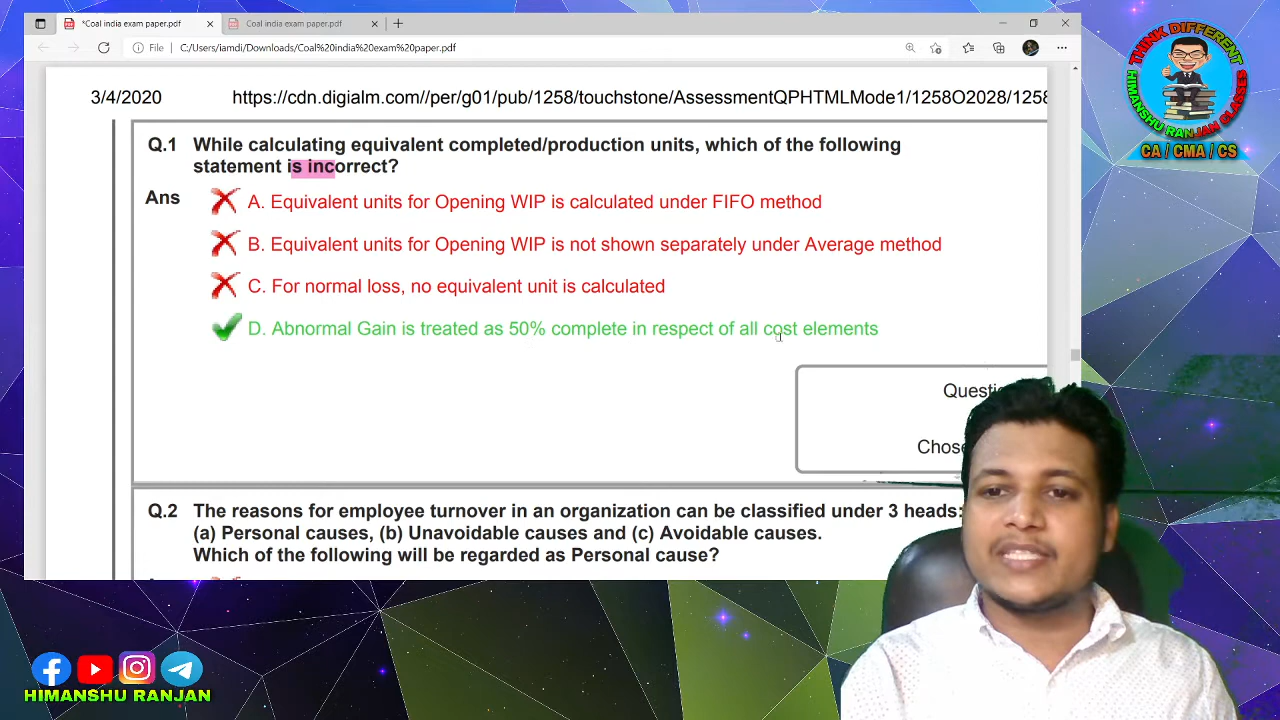 *Coal india exam paper.pdf
Coal india exam paper.pdf
File
C:/Users/iamdi/Downloads/Coal%20india%20exam%20paper.pdf
THINK DIFFERENT
HIMANSHU RANJAN CLASSES
CA / CMA / CS
3/4/2020 https://cdn.digialm.com//per/g01/pub/1258/touchstone/AssessmentQPHTMLMode1/1258O2028/1258
Q.1 While calculating equivalent completed/production units, which of the following
statement is incorrect?
Ans
A. Equivalent units for Opening WIP is calculated under FIFO method
B. Equivalent units for Opening WIP is not shown separately under Average method
C. For normal loss, no equivalent unit is calculated
D. Abnormal Gain is treated as 50% complete in respect of all cost elements
Q.2 The reasons for employee turnover in an organization can be classified under 3 heads:
(a) Personal causes, (b) Unavoidable causes and (c) Avoidable causes.
Which of the following will be regarded as Personal cause?
HIMANSHU RANJAN